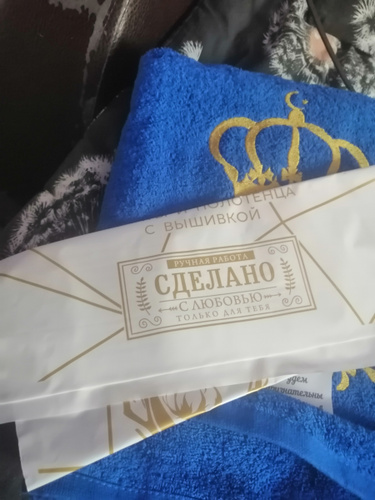 ПОЛОТЕНЦА
С ВЫШИВКОЙ
РУЧНАЯ РАБОТА
СДЕЛАНО
С ЛЮБОВЬЮ
ТОЛЬКО ДЛЯ ТЕБЯ